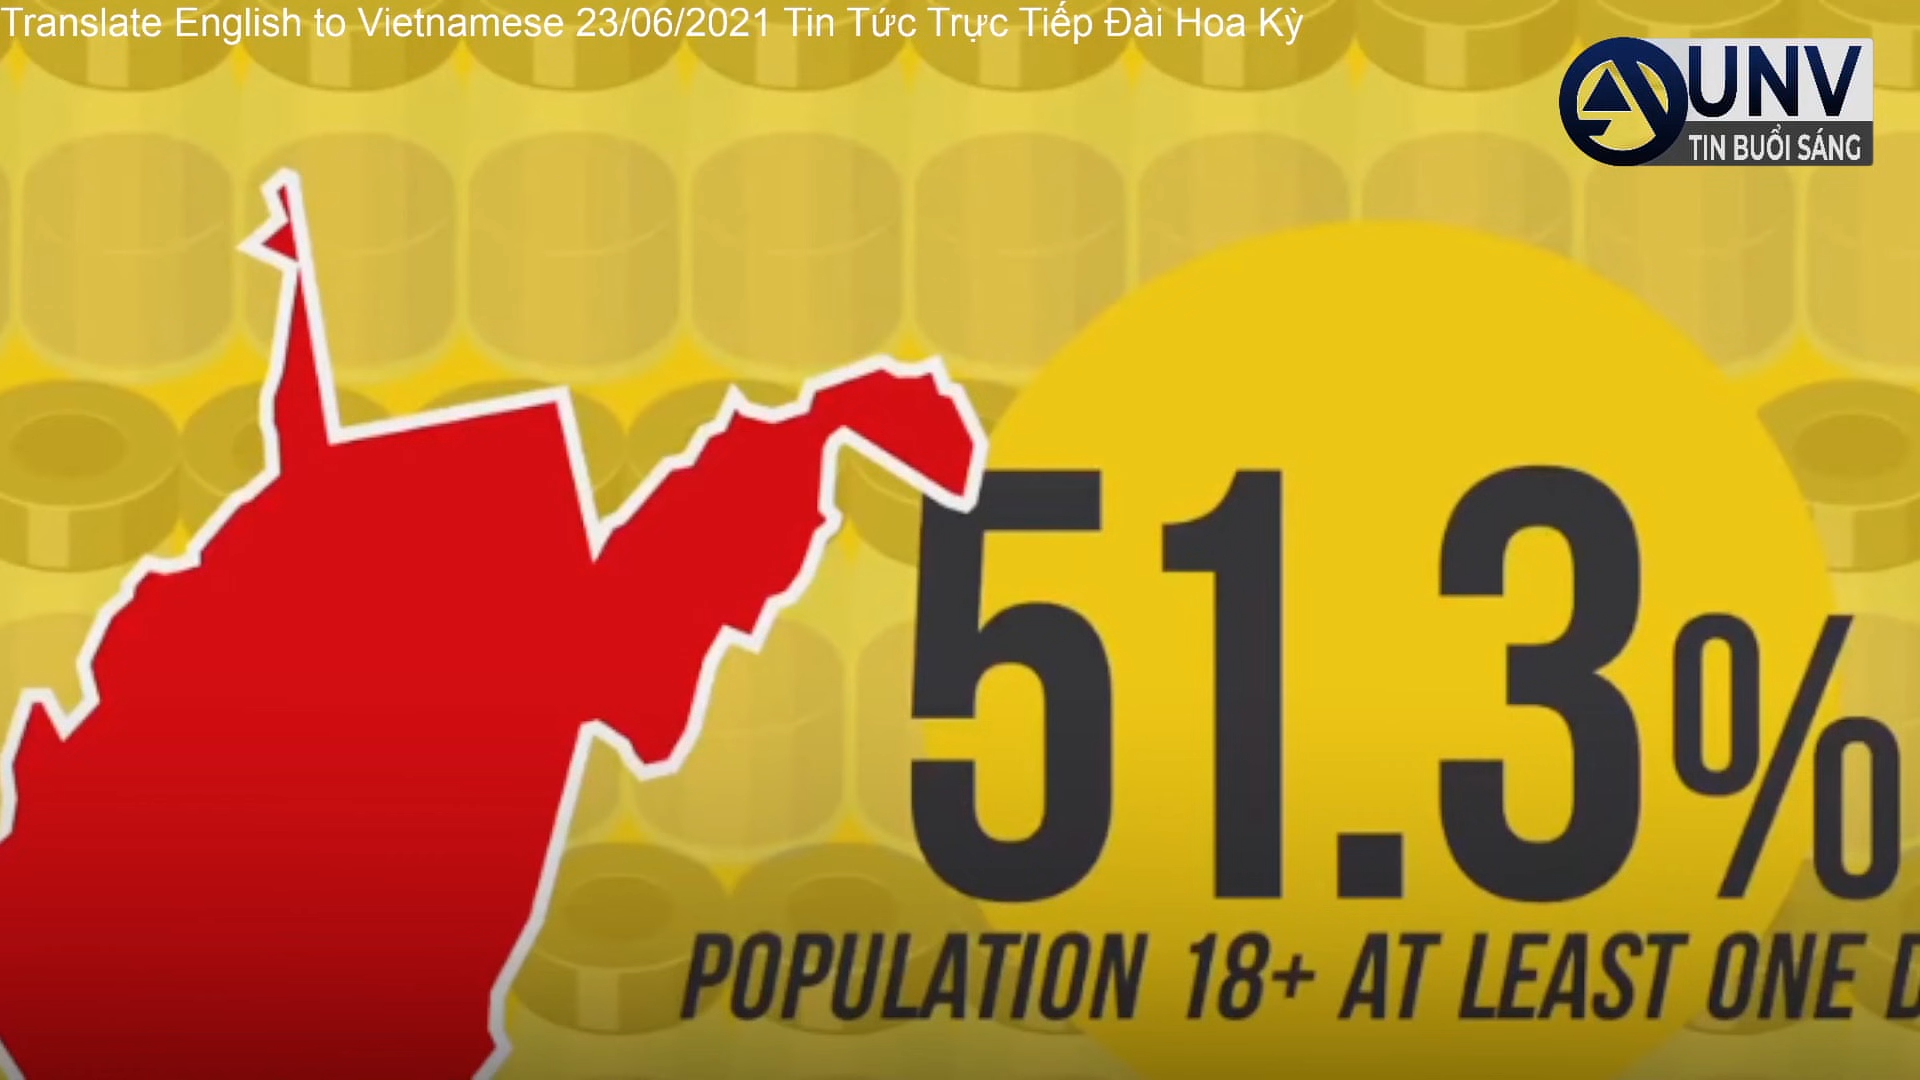 Translate English to Vietnamese 23/06/2021 Tin Tức Trực Tiếp Đài Hoa Kỳ
UNV
TIN BUỔI SÁNG
51.3%
POPULATION 18+ AT LEAST ONE